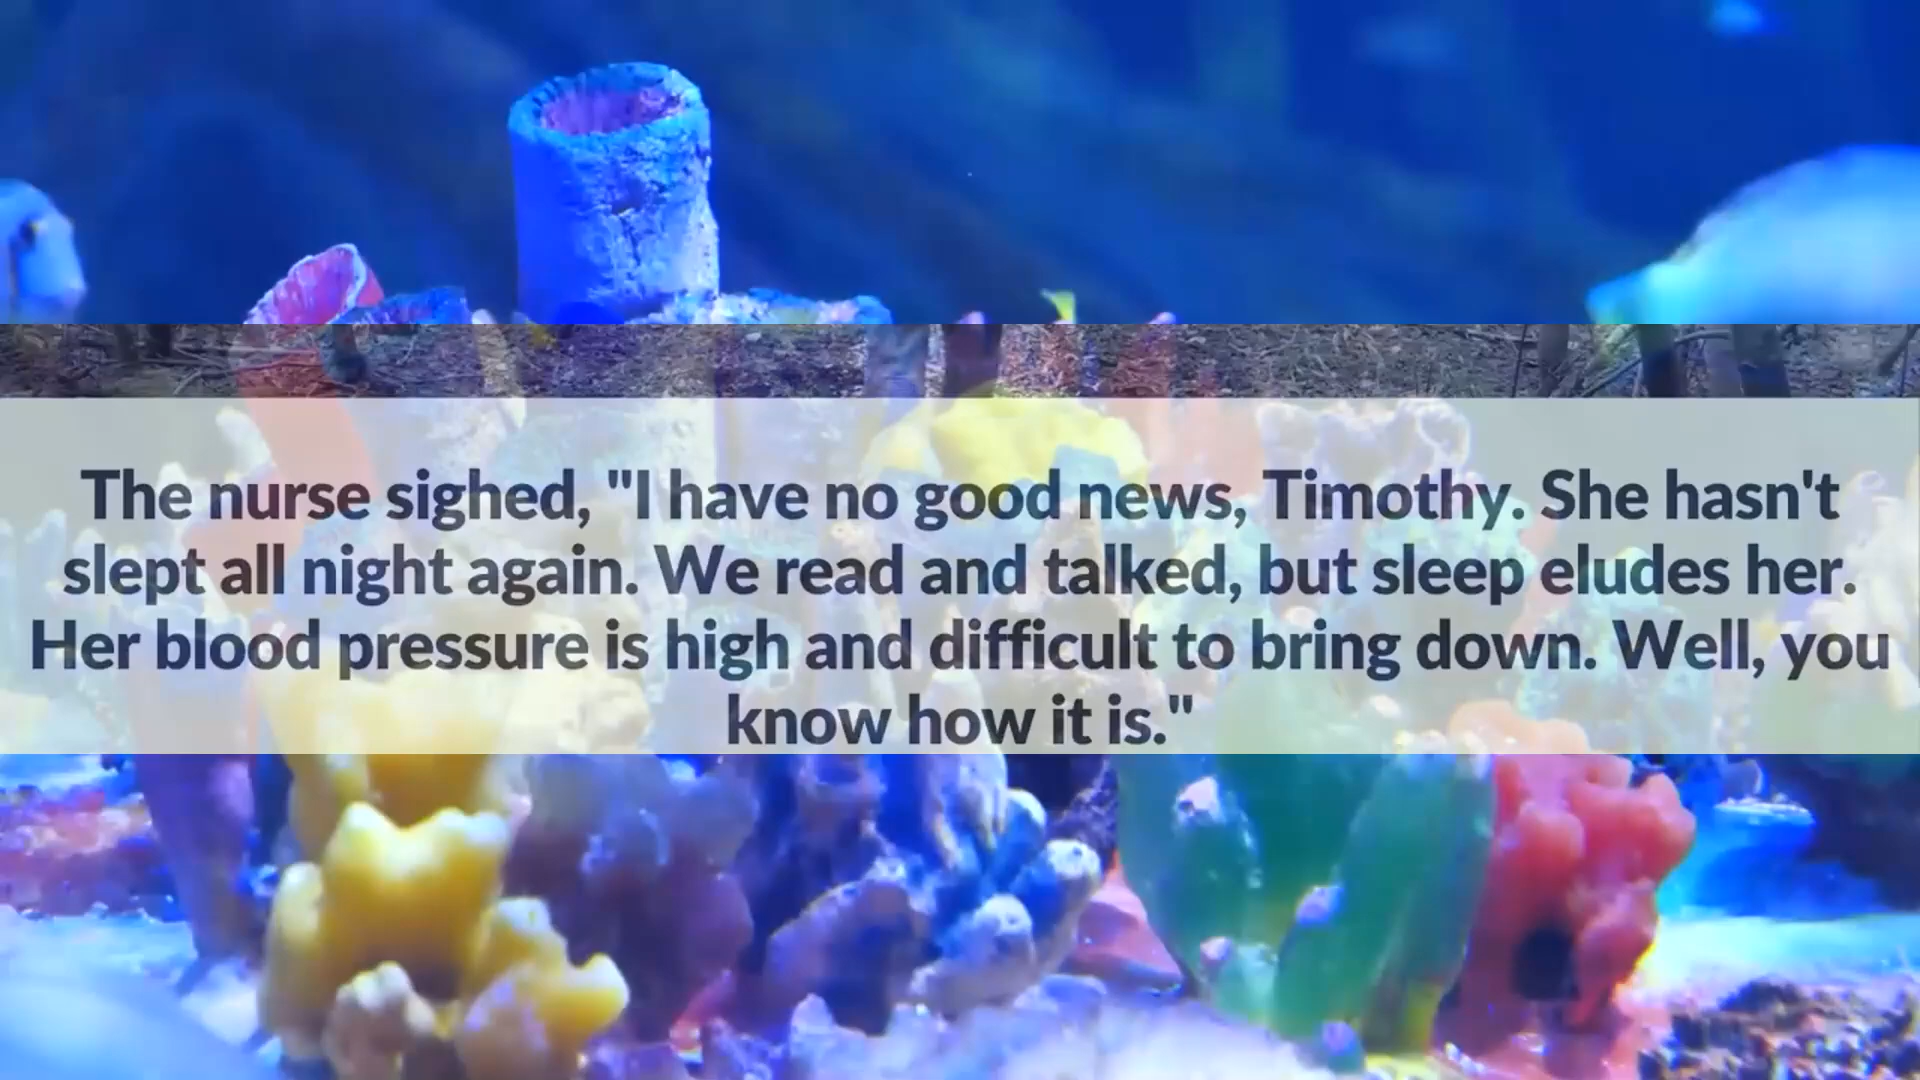 The nurse sighed, "I have no good news, Timothy. She hasn't
slept all night again. We read and talked, but sleep eludes her.
Her blood pressure is high and difficult to bring down. Well, you
know how it is."